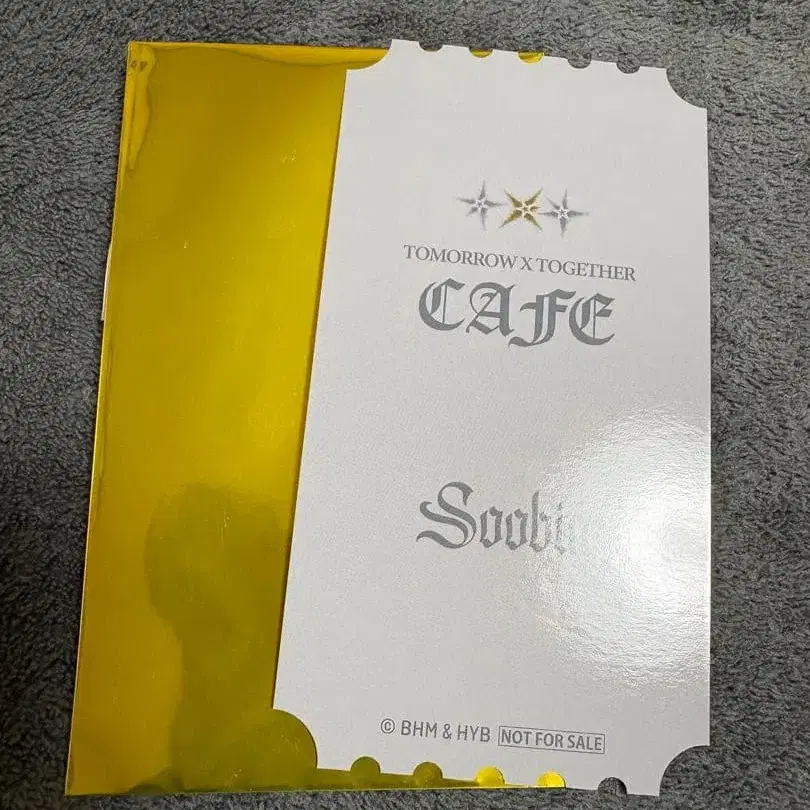 TOMORROW X TOGETHER
CAFE
Soobi
© BHM & HYB NOT FOR SALE